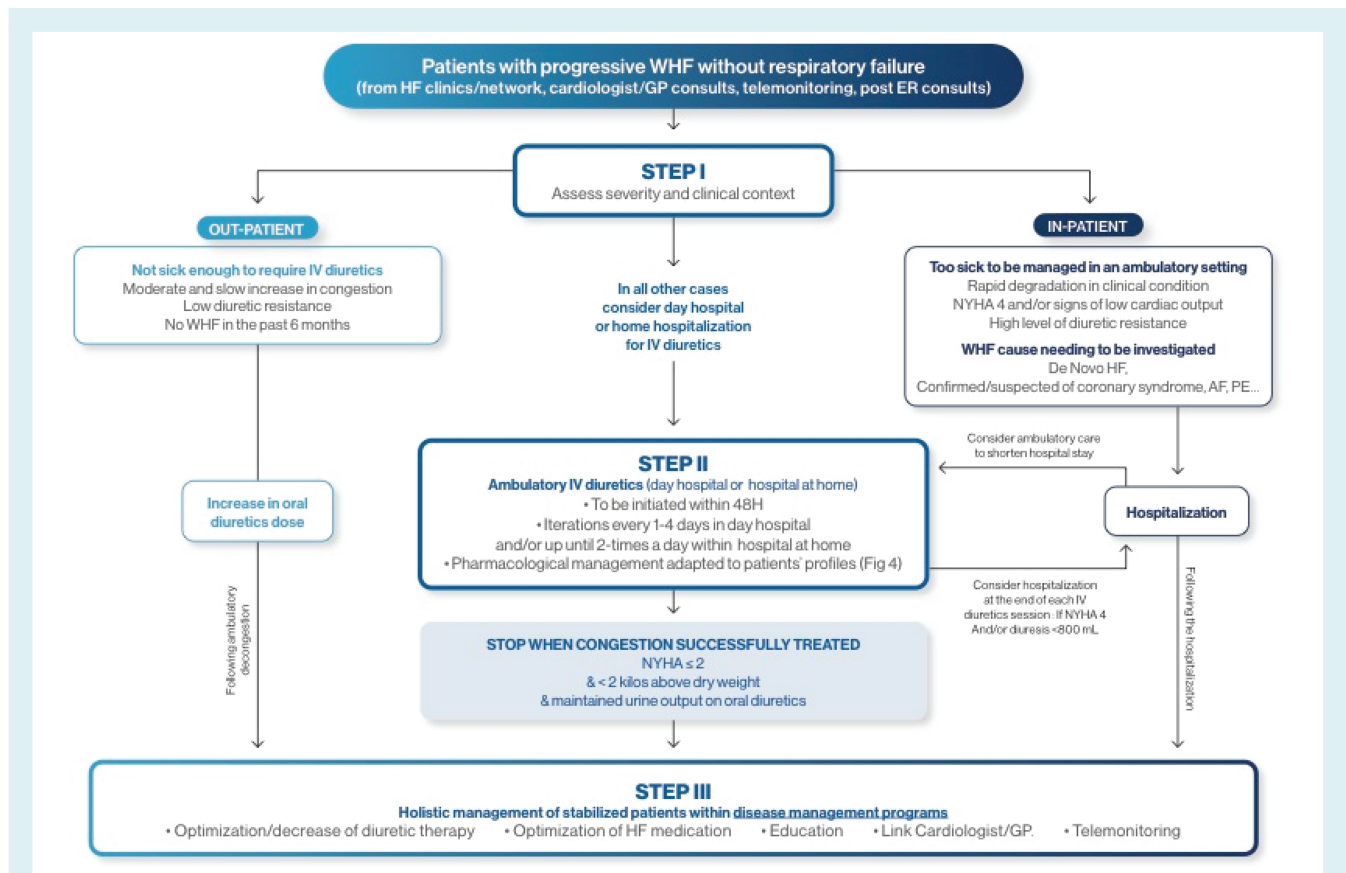 Patients with progressive WHF without respiratory failure
(from HF clinics/network, cardiologist/GP consults, telemonitoring, post ER consults)
STEP I
Assess severity and clinical context
OUT-PATIENT
Not sick enough to require IV diuretics
Moderate and slow increase in congestion
Low diuretic resistance
No WHF in the past 6 months
In all other cases
consider day hospital
or home hospitalization
for IV diuretics
IN-PATIENT
Too sick to be managed in an ambulatory setting
Rapid degradation in clinical condition
NYHA 4 and/or signs of low cardiac output
High level of diuretic resistance
WHF cause needing to be investigated
De Novo HF,
Confirmed/suspected of coronary syndrome, AF, PE...
Increase in oral
diuretics dose
STEP II
Ambulatory IV diuretics (day hospital or hospital at home)
• To be initiated within 48H
• Iterations every 1-4 days in day hospital
and/or up until 2-times a day within hospital at home
• Pharmacological management adapted to patients' profiles (Fig 4)
Consider ambulatory care
to shorten hospital stay
Hospitalization
Consider hospitalization
at the end of each IV
diuretics session: If NYHA 4
And/or diuresis <800 mL
Following ambulatory
decongestion
STOP WHEN CONGESTION SUCCESSFULLY TREATED
NYHA ≤ 2
& < 2 kilos above dry weight
& maintained urine output on oral diuretics
Following the hospitalization
STEP III
Holistic management of stabilized patients within disease management programs
• Optimization/decrease of diuretic therapy • Optimization of HF medication • Education • Link Cardiologist/GP. • Telemonitoring